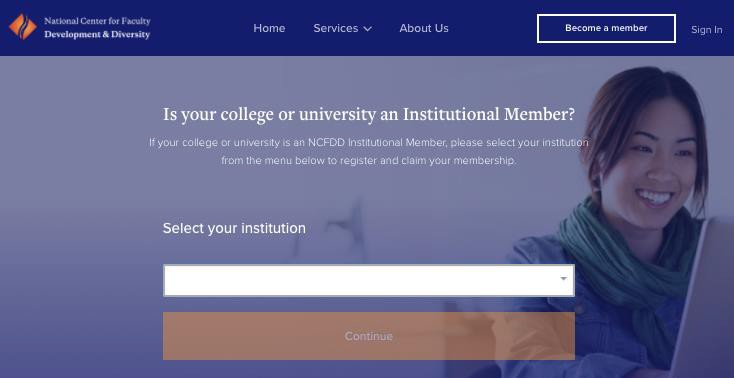 National Center for Faculty
Development & Diversity
Home
Services
About Us
Become a member
Sign In
Is your college or university an Institutional Member?
If your college or university is an NCFDD Institutional Member, please select your institution
from the menu below to register and claim your membership.
Select your institution
Continue